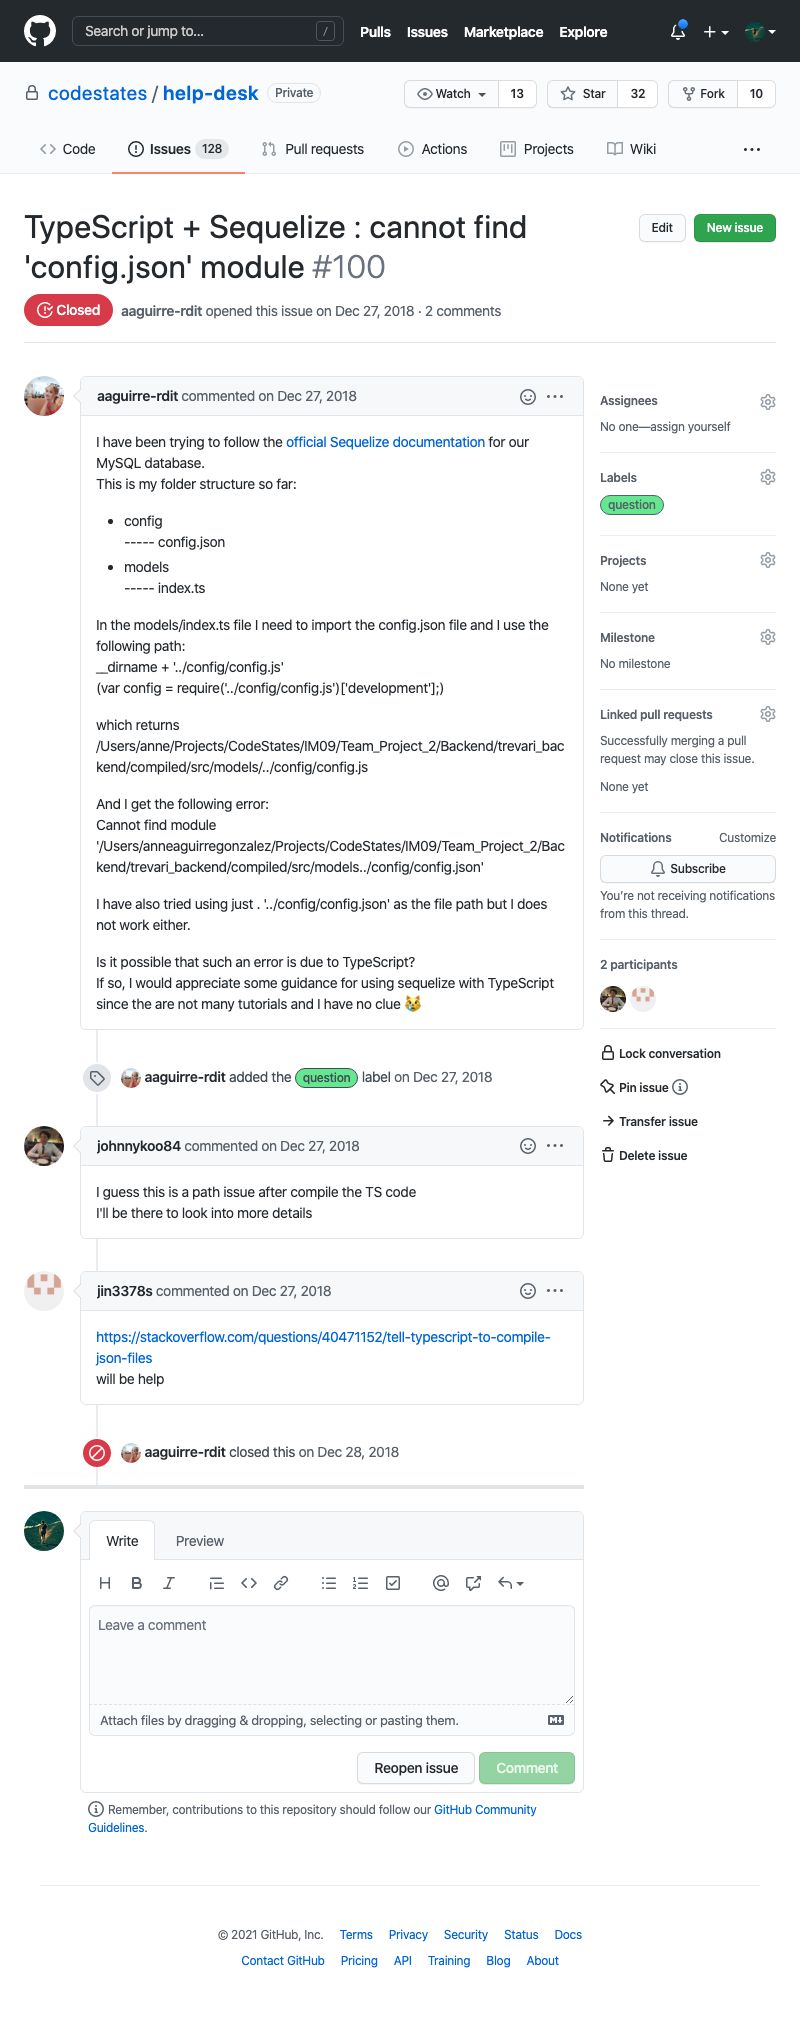 Search or jump to... /
Pulls Issues Marketplace Explore
codestates / help-desk Private
Watch 13 Star 32 Fork 10
Code Issues 128 Pull requests Actions Projects Wiki
TypeScript + Sequelize : cannot find
'config.json' module #100
Edit New issue
Closed aaguirre-rdit opened this issue on Dec 27, 2018 · 2 comments
aaguirre-rdit commented on Dec 27, 2018
I have been trying to follow the official Sequelize documentation for our
MySQL database.
This is my folder structure so far:
• config
----- config.json
• models
----- index.ts
In the models/index.ts file I need to import the config.json file and I use the
following path:
__dirname + '../config/config.js'
(var config = require('../config/config.js')['development'];)
which returns
/Users/anne/Projects/CodeStates/IM09/Team_Project_2/Backend/trevari_bac
kend/compiled/src/models/../config/config.js
And I get the following error:
Cannot find module
'/Users/anneaguirregonzalez/Projects/CodeStates/IM09/Team_Project_2/Bac
kend/trevari_backend/compiled/src/models../config/config.json'
I have also tried using just . '../config/config.json' as the file path but I does
not work either.
Is it possible that such an error is due to TypeScript?
If so, I would appreciate some guidance for using sequelize with TypeScript
since the are not many tutorials and I have no clue 😿
aaguirre-rdit added the question label on Dec 27, 2018
johnnykoo84 commented on Dec 27, 2018
I guess this is a path issue after compile the TS code
I'll be there to look into more details
jin3378s commented on Dec 27, 2018
https://stackoverflow.com/questions/40471152/tell-typescript-to-compile-
json-files
will be help
aaguirre-rdit closed this on Dec 28, 2018
Write Preview
Leave a comment
Attach files by dragging & dropping, selecting or pasting them.
Reopen issue Comment
Remember, contributions to this repository should follow our GitHub Community
Guidelines.
Assignees
No one—assign yourself
Labels
question
Projects
None yet
Milestone
No milestone
Linked pull requests
Successfully merging a pull
request may close this issue.
None yet
Notifications Customize
Subscribe
You're not receiving notifications
from this thread.
2 participants
Lock conversation
Pin issue
Transfer issue
Delete issue
© 2021 GitHub, Inc. Terms Privacy Security Status Docs
Contact GitHub Pricing API Training Blog About